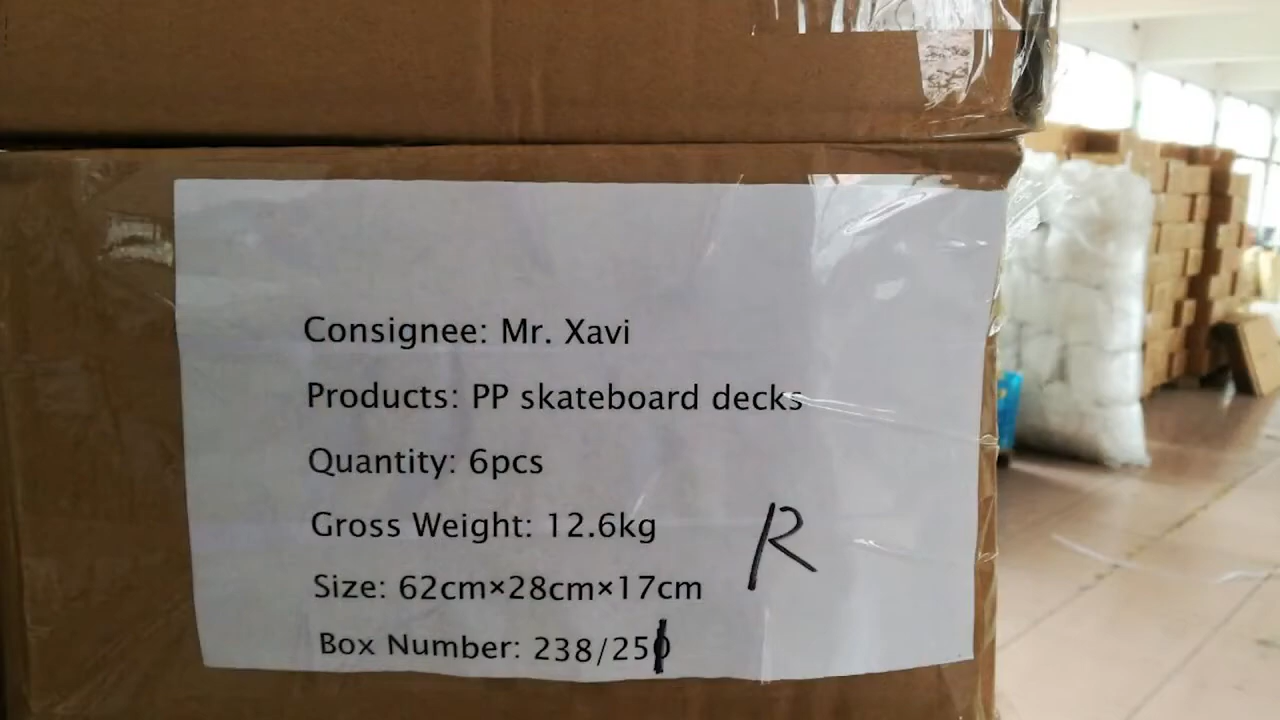 Consignee: Mr. Xavi
Products: PP skateboard decks
Quantity: 6pcs
Gross Weight: 12.6kg
R
Size: 62cm×28cm×17cm
Box Number: 238/251